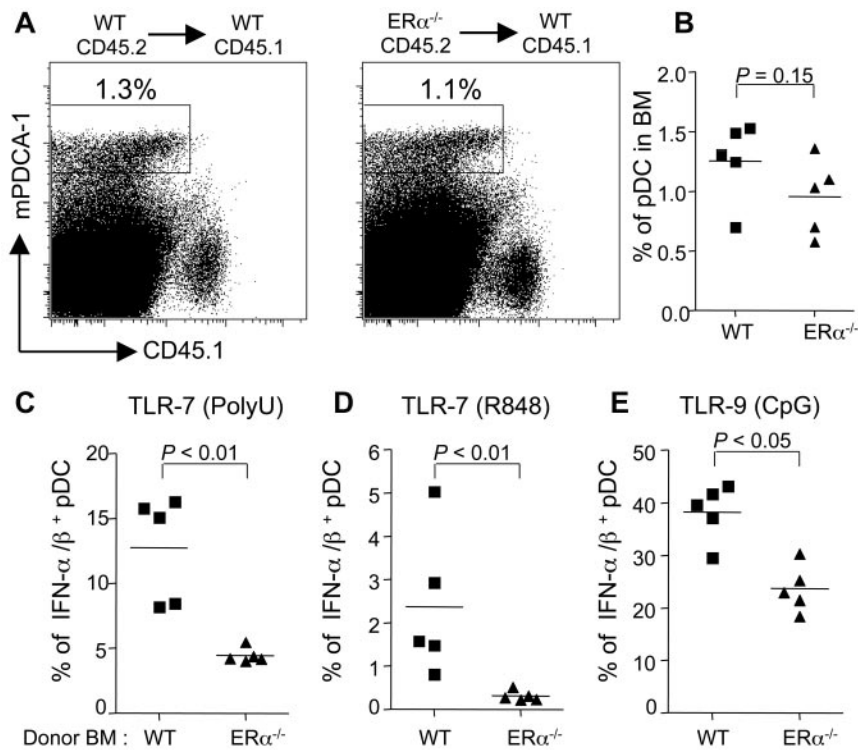 A
WT
CD45.2
WT
CD45.1
ERα-/-
CD45.2
WT
CD45.1
1.3%
1.1%
mPDCA-1
CD45.1
B
P = 0.15
% of pDC in BM
2.0
1.5
1.0
0.5
0.0
WT ERα-/-
C
TLR-7 (PolyU)
P < 0.01
% of IFN-α /β + pDC
20
15
10
5
0
D
TLR-7 (R848)
P < 0.01
% of IFN-α /β + pDC
6
5
4
3
2
1
0
E
TLR-9 (CpG)
P < 0.05
% of IFN-α /β + pDC
50
40
30
20
10
0
Donor BM : WT ERα-/- WT ERα-/- WT ERα-/-